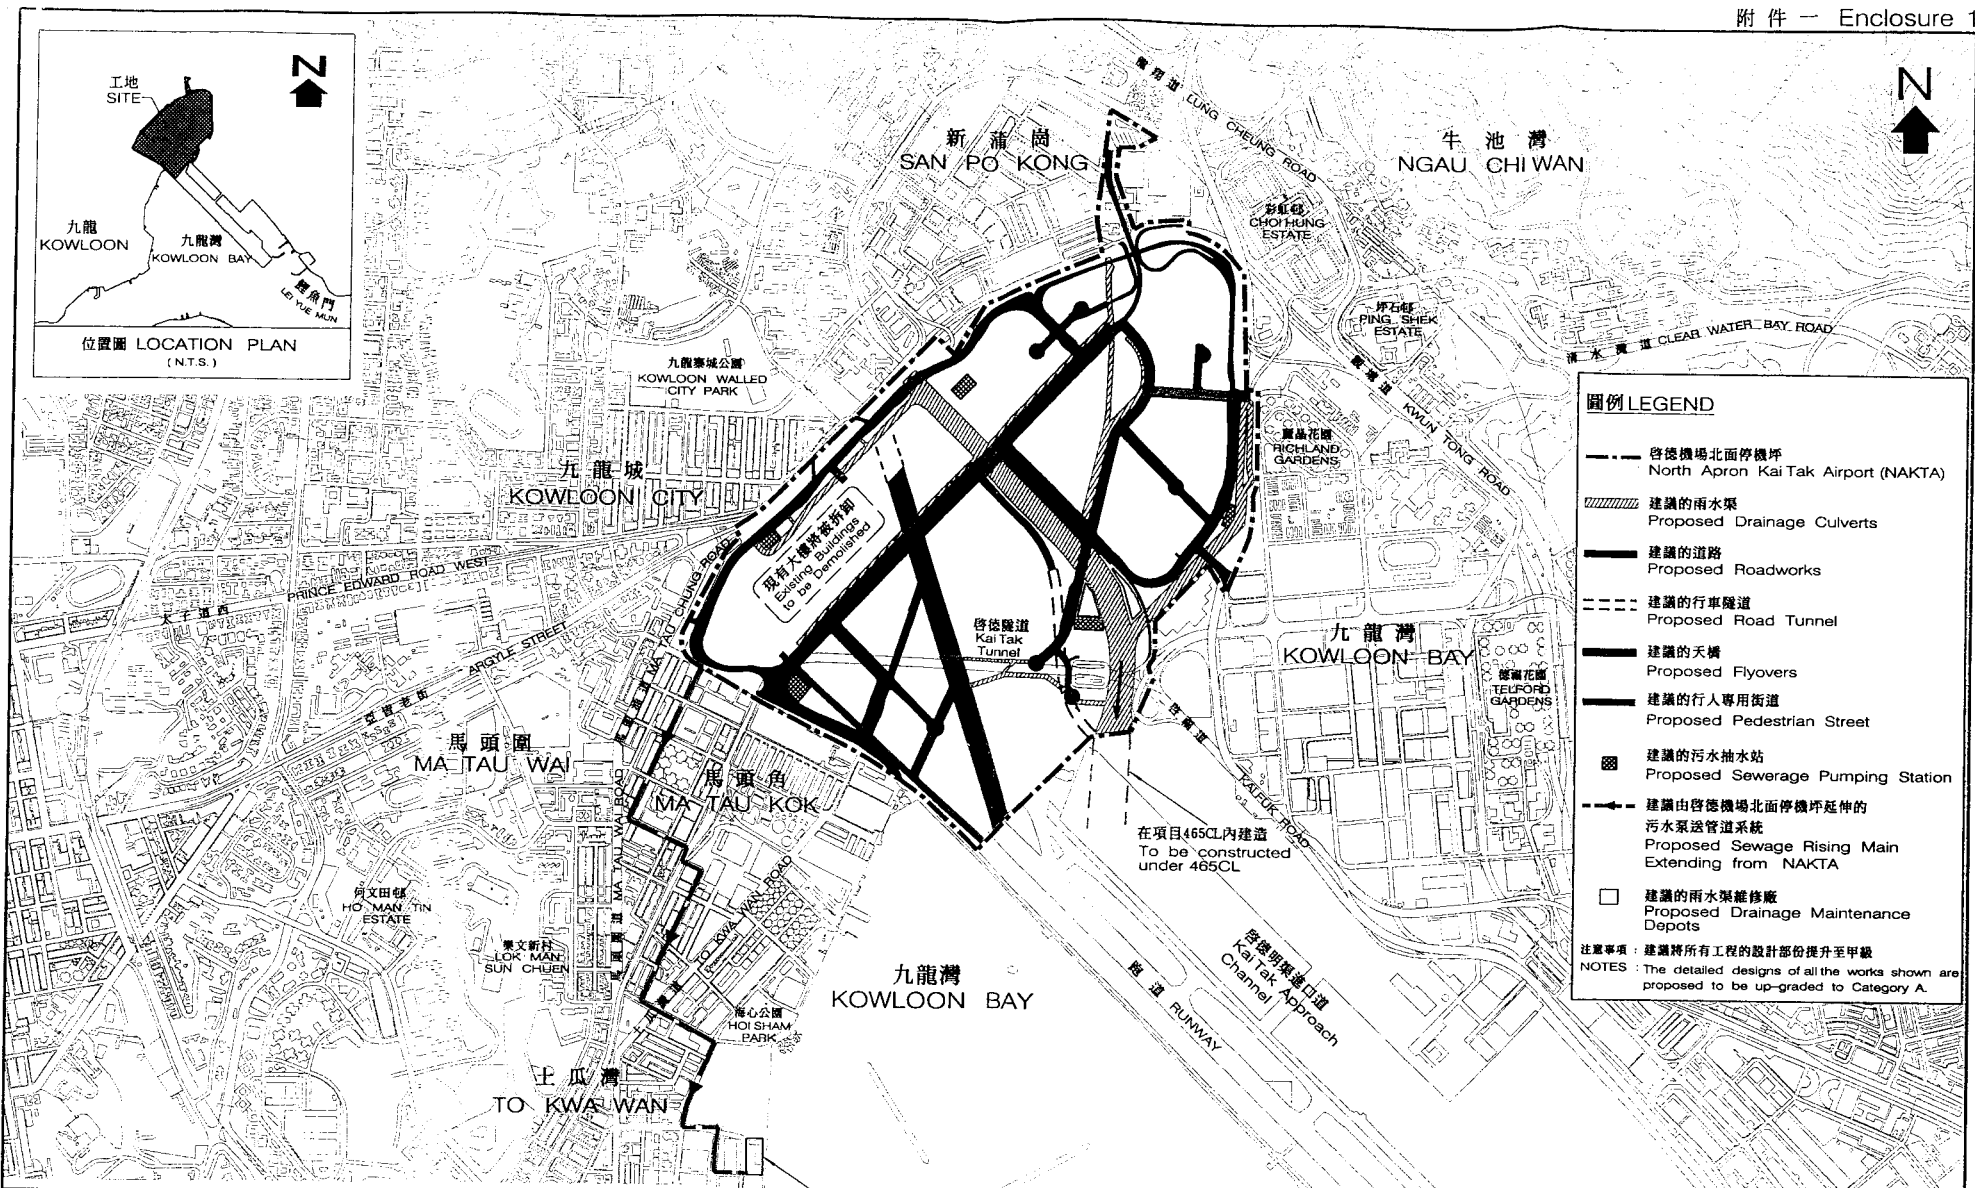 附件一 Enclosure 1
N
工地
SITE
九龍
KOWLOON
九龍灣
KOWLOON BAY
鯉魚門
LEI YUE MUN
位置圖 LOCATION PLAN
(N.T.S.)
N
龍翔道 LUNG CHEUNG ROAD
新蒲崗
SAN PO KONG
牛池灣
NGAU CHI WAN
彩虹邨
CHOI HUNG
ESTATE
坪石邨
PING SHEK
ESTATE
清水灣道 CLEAR WATER BAY ROAD
觀塘道 KWUN TONG ROAD
九龍寨城公園
KOWLOON WALLED
CITY PARK
麗晶花園
RICHLAND
GARDENS
九龍城
KOWLOON CITY
現有大樓將被拆卸
Existing Buildings
to be Demolished
太子道西 PRINCE EDWARD ROAD WEST
亞皆老街 ARGYLE STREET
馬頭涌道 MA TAU CHUNG ROAD
啓德隧道
Kai Tak
Tunnel
九龍灣
KOWLOON BAY
德福花園
TELFORD
GARDENS
馬頭圍
MA TAU WAI
馬頭角
MA TAU KOK
馬頭圍道 MA TAU WAI ROAD
啓福道 KAI FUK ROAD
在項目465CL內建造
To be constructed
under 465CL
何文田邨
HO MAN TIN
ESTATE
樂文新村
LOK MAN
SUN CHUEN
土瓜灣道 TO KWA WAN ROAD
海心公園
HOI SHAM
PARK
九龍灣
KOWLOON BAY
跑道 RUNWAY
啓德明渠進口道
Kai Tak Approach
Channel
土瓜灣
TO KWA WAN
圖例 LEGEND
啓德機場北面停機坪
North Apron Kai Tak Airport (NAKTA)
建議的雨水渠
Proposed Drainage Culverts
建議的道路
Proposed Roadworks
建議的行車隧道
Proposed Road Tunnel
建議的天橋
Proposed Flyovers
建議的行人專用街道
Proposed Pedestrian Street
建議的污水抽水站
Proposed Sewerage Pumping Station
建議由啓德機場北面停機坪延伸的
污水泵送管道系統
Proposed Sewage Rising Main
Extending from NAKTA
建議的雨水渠維修廠
Proposed Drainage Maintenance
Depots
注意事項 : 建議將所有工程的設計部份提升至甲級
NOTES : The detailed designs of all the works shown are
proposed to be up-graded to Category A.